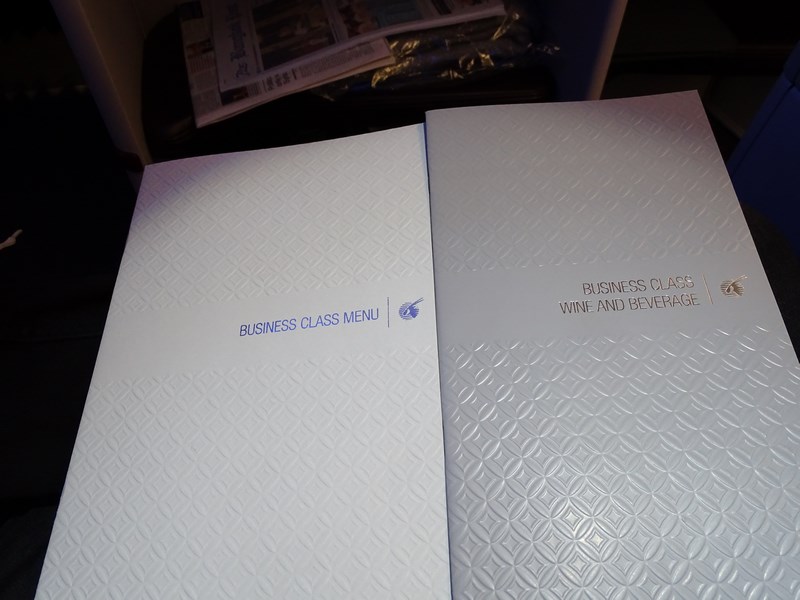 BUSINESS CLASS MENU
BUSINESS CLASS
WINE AND BEVERAGE